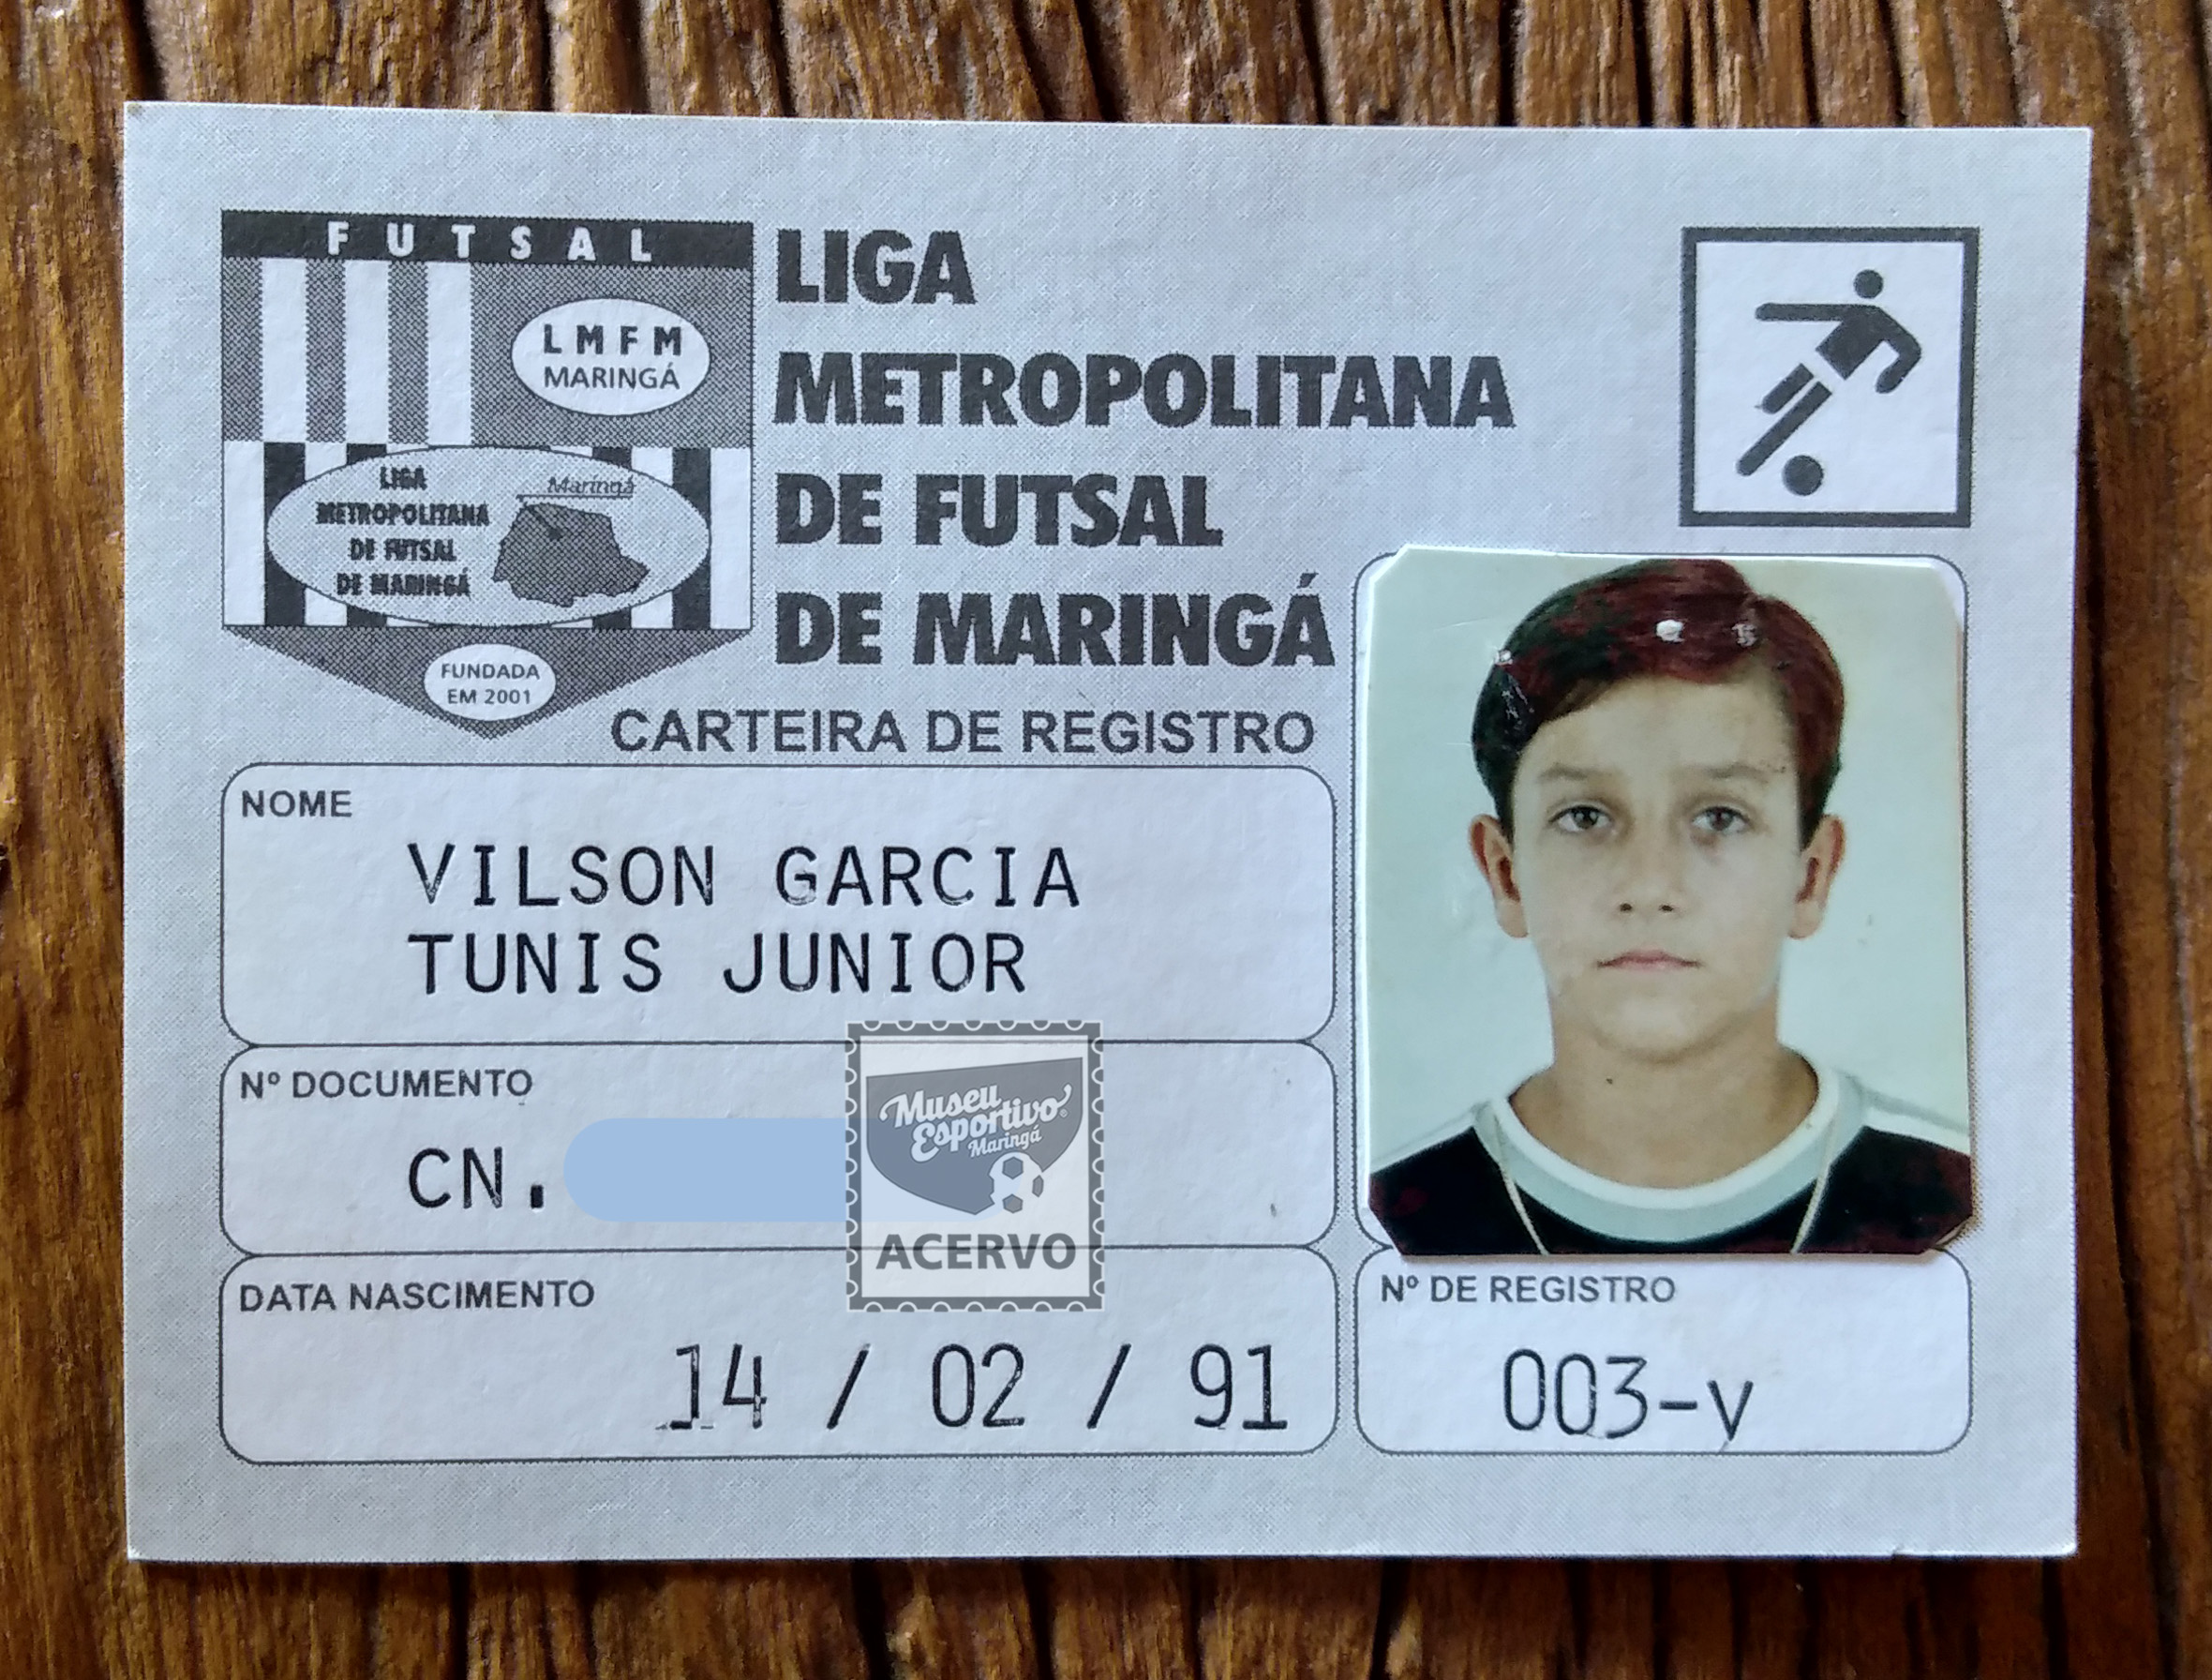 FUTSAL
LMFM
MARINGÁ
LIGA
METROPOLITANA
DE FUTSAL
DE MARINGÁ
Maringá
FUNDADA
EM 2001
LIGA
METROPOLITANA
DE FUTSAL
DE MARINGÁ
CARTEIRA DE REGISTRO
NOME
VILSON GARCIA
TUNIS JUNIOR
Nº DOCUMENTO
CN.
Museu
Esportivo
Maringá
ACERVO
DATA NASCIMENTO
14 / 02 / 91
Nº DE REGISTRO
003-v